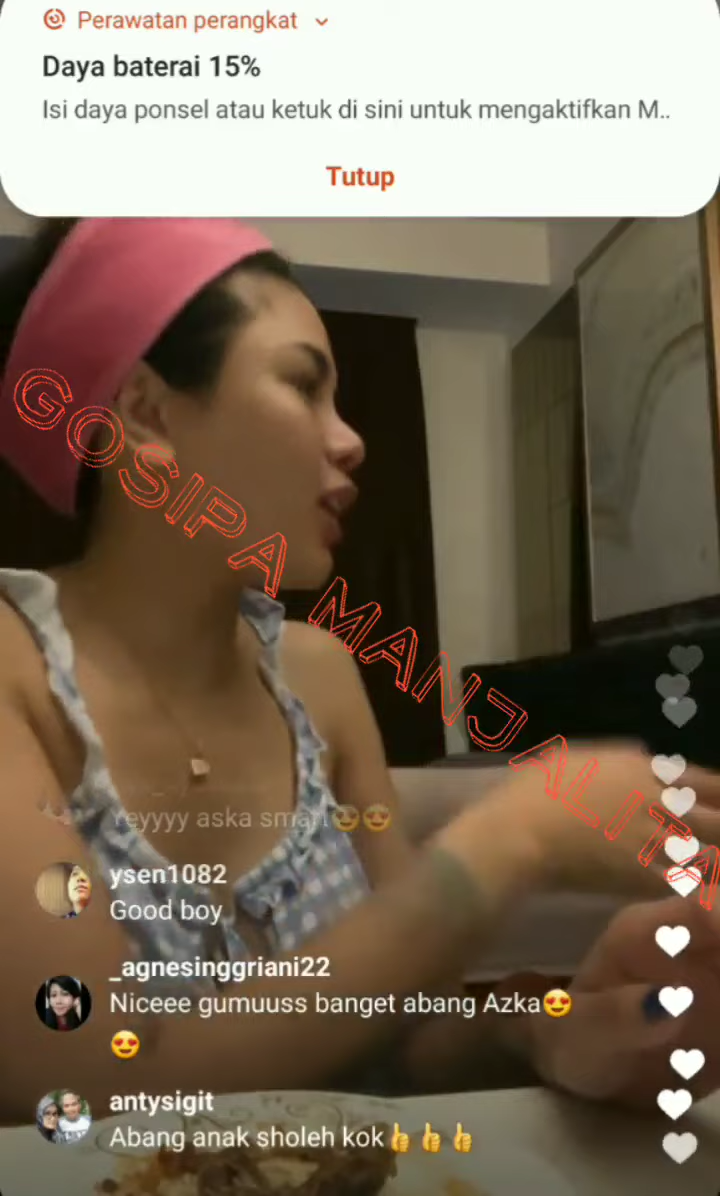 Perawatan perangkat
Daya baterai 15%
Isi daya ponsel atau ketuk di sini untuk mengaktifkan M..
Tutup
GOSIPA MANJALITA
Yeyyyy aska smart😍😍
ysen1082
Good boy
_agnesinggriani22
Niceee gumuuss banget abang Azka😍
😍
antysigit
Abang anak sholeh kok👍👍👍